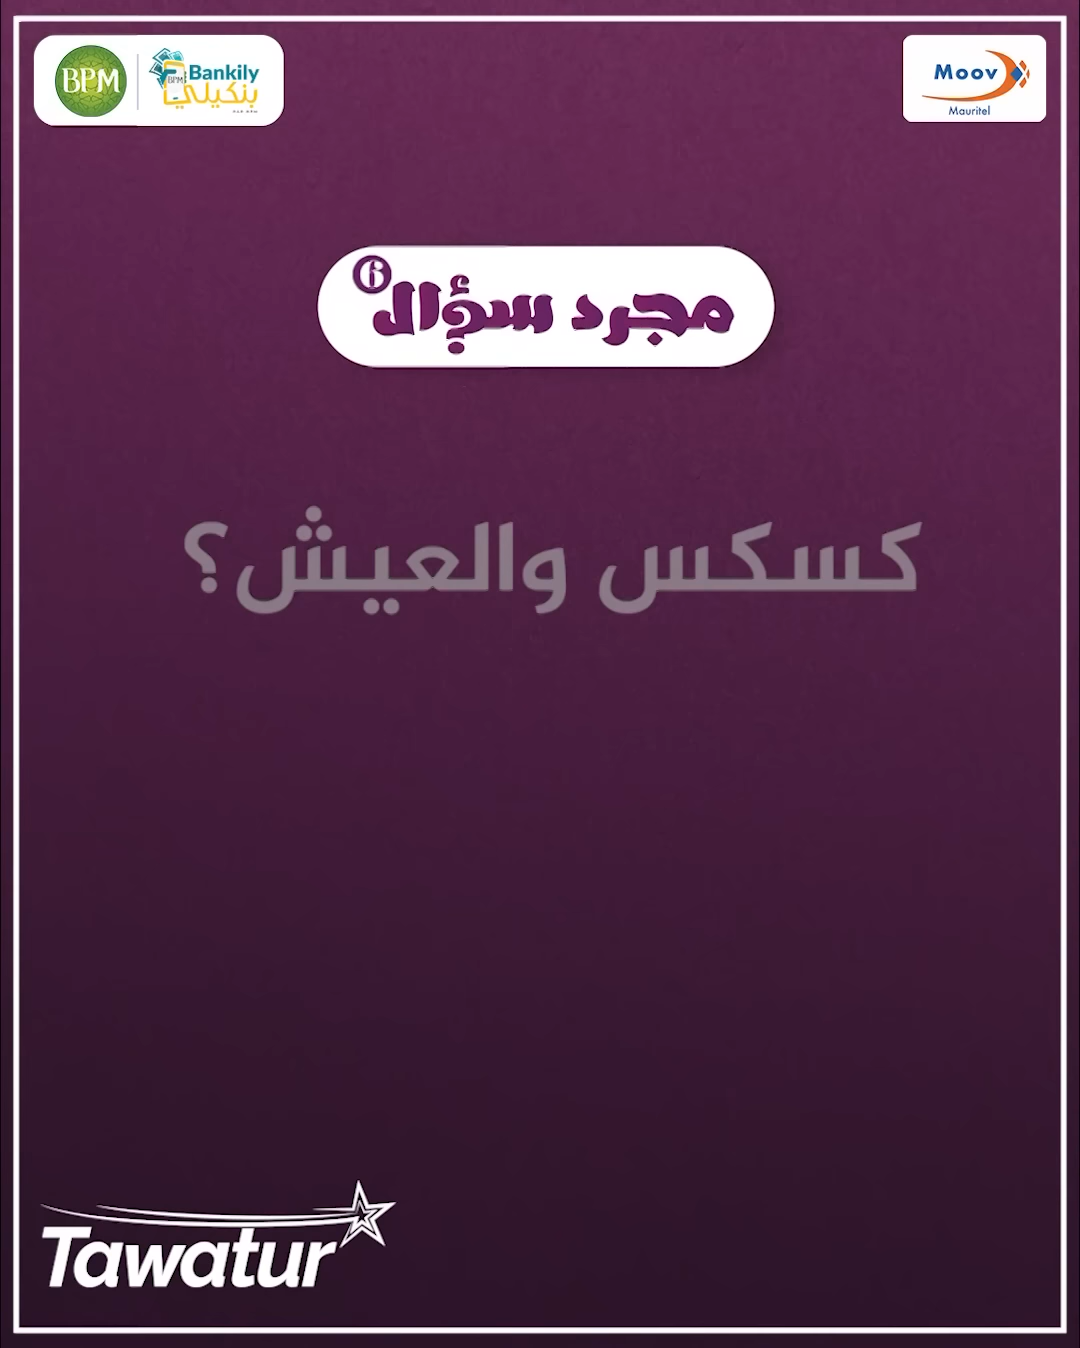 BPM
Bankily
بنكيلي
Moov
Mauritel
مجرد سؤال 6
كسكس والعيش؟
Tawatur